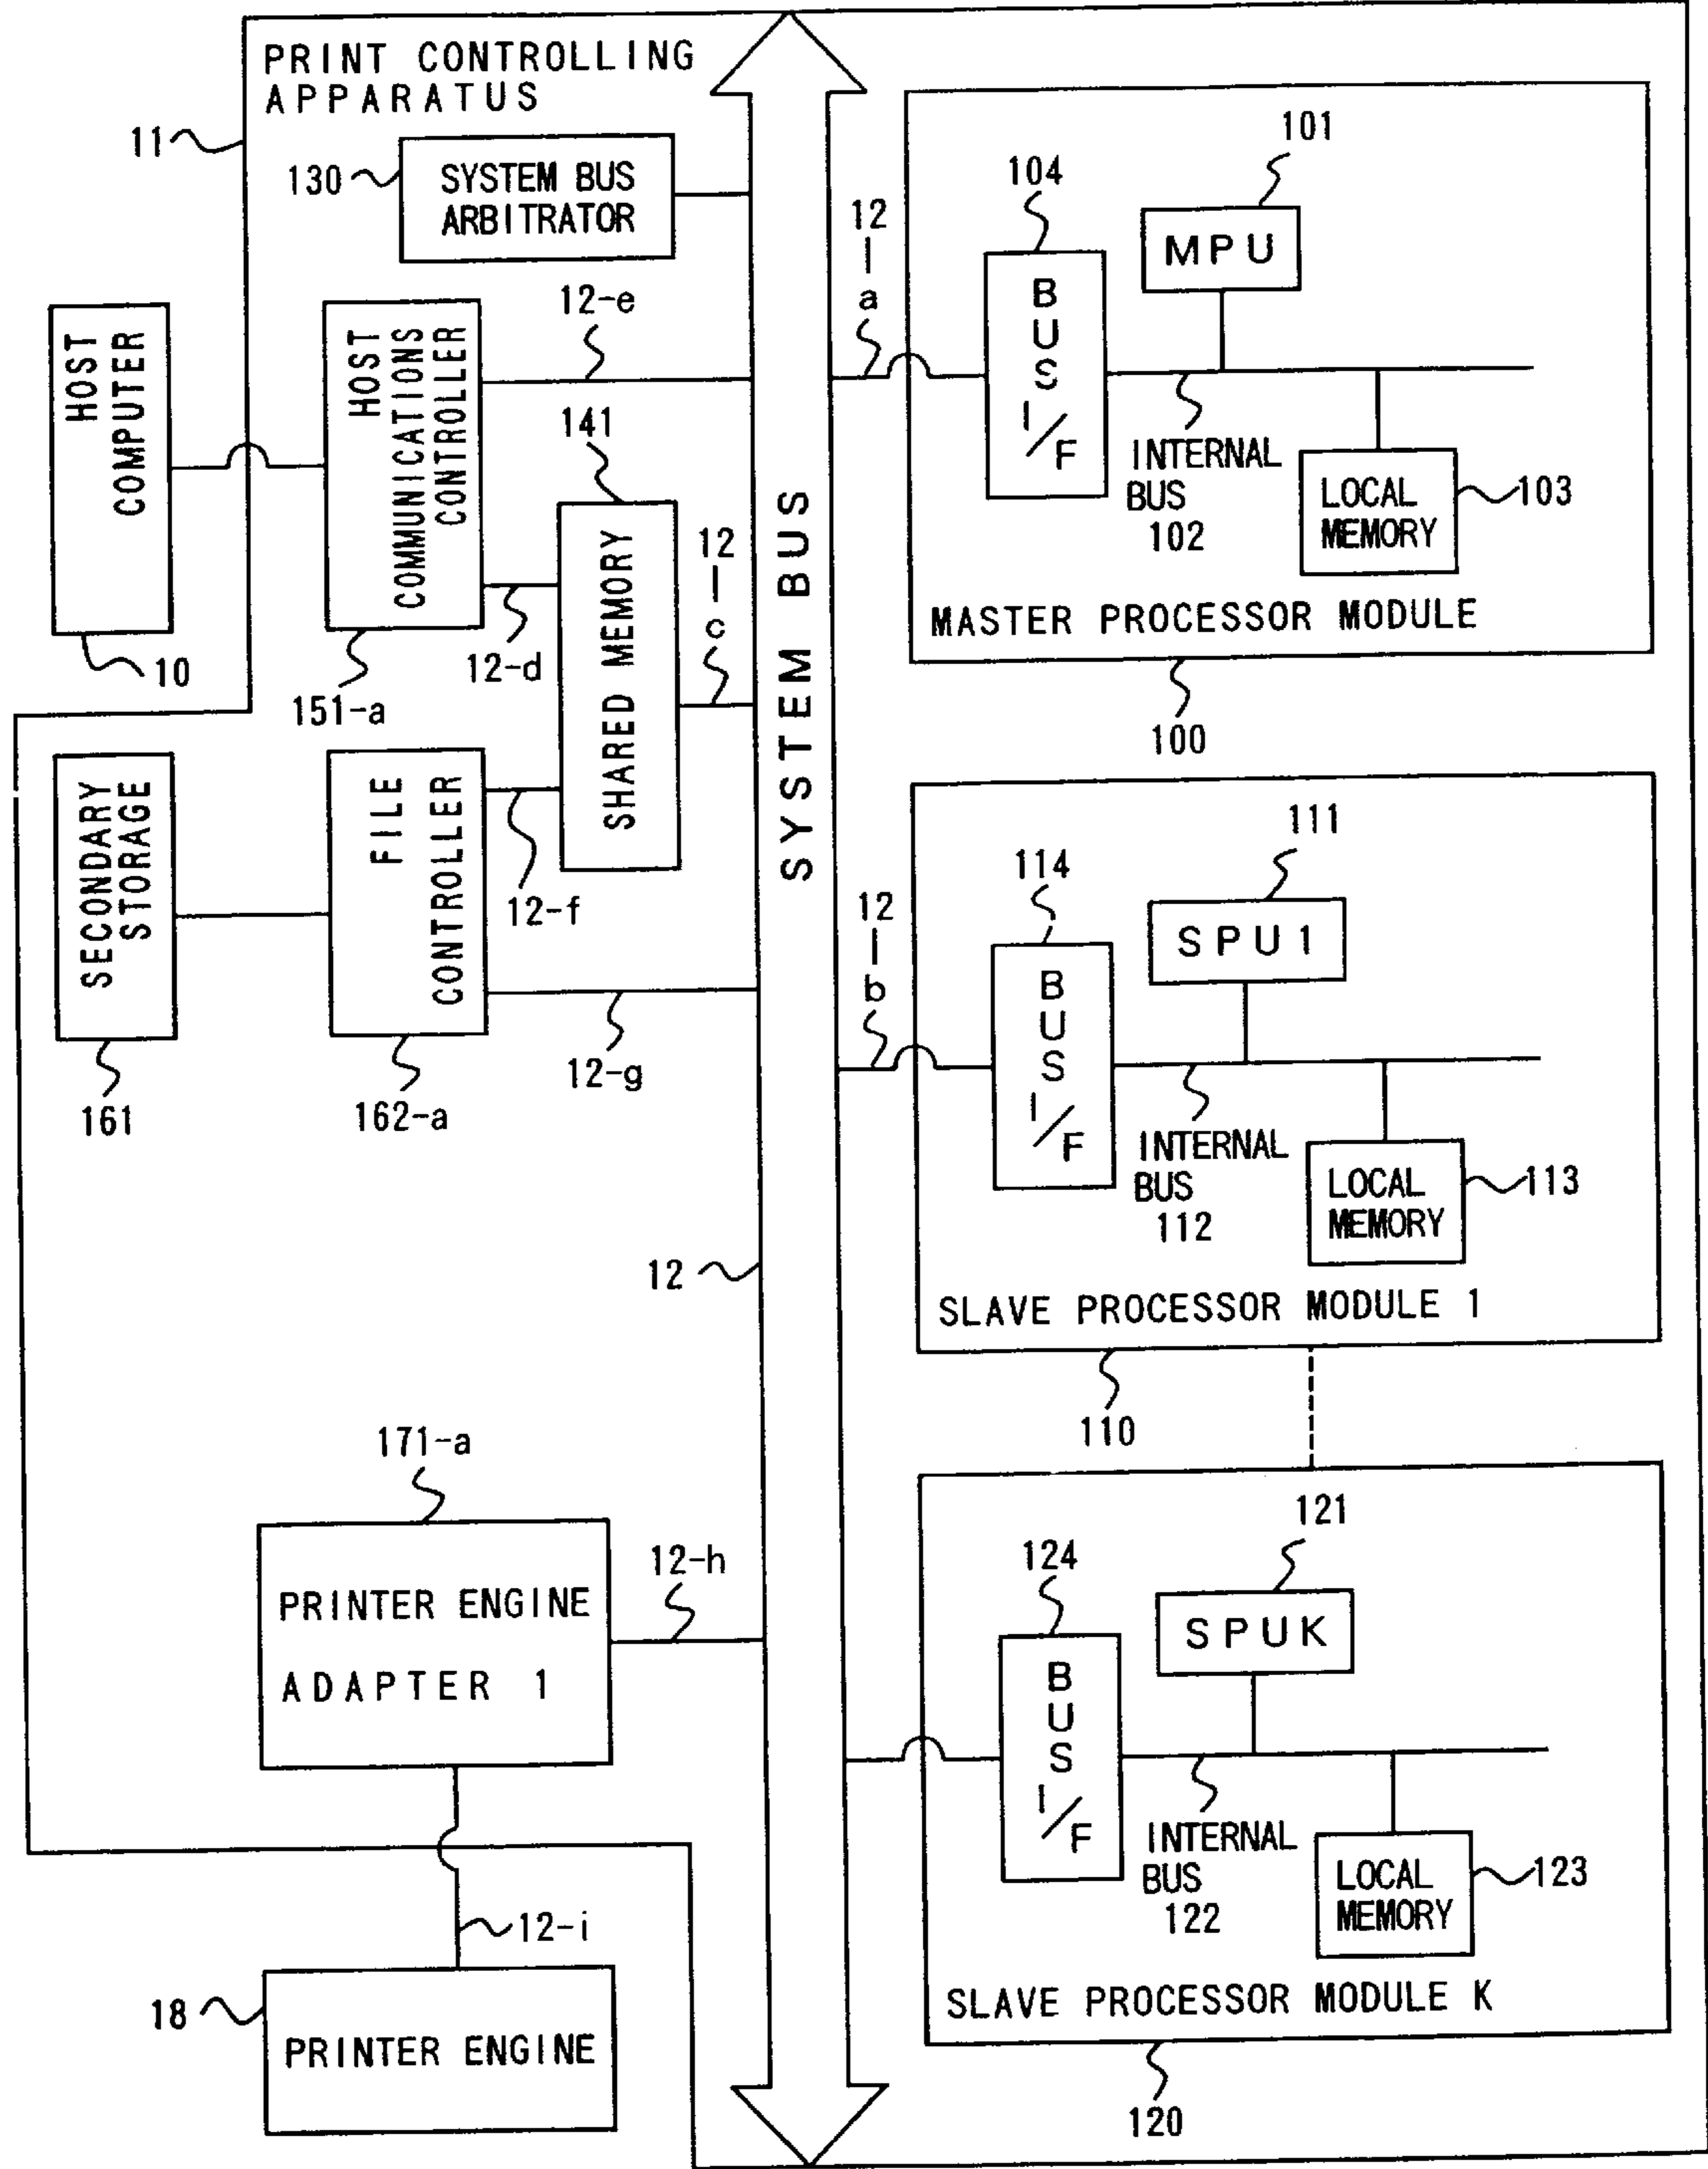 PRINT CONTROLLING
APPARATUS
11
130
SYSTEM BUS
ARBITRATOR
HOST
COMPUTER
10
HOST
COMMUNICATIONS
CONTROLLER
151-a
12-e
12-d
141
SHARED MEMORY
12-c
SECONDARY
STORAGE
161
FILE
CONTROLLER
162-a
12-f
12-g
SYSTEM BUS
12
171-a
PRINTER ENGINE
ADAPTER 1
12-h
12-i
18
PRINTER ENGINE
12-a
104
BUS I/F
101
MPU
INTERNAL
BUS
102
LOCAL
MEMORY
103
MASTER PROCESSOR MODULE
100
12-b
114
BUS I/F
111
SPU1
INTERNAL
BUS
112
LOCAL
MEMORY
113
SLAVE PROCESSOR MODULE 1
110
124
BUS I/F
121
SPUK
INTERNAL
BUS
122
LOCAL
MEMORY
123
SLAVE PROCESSOR MODULE K
120